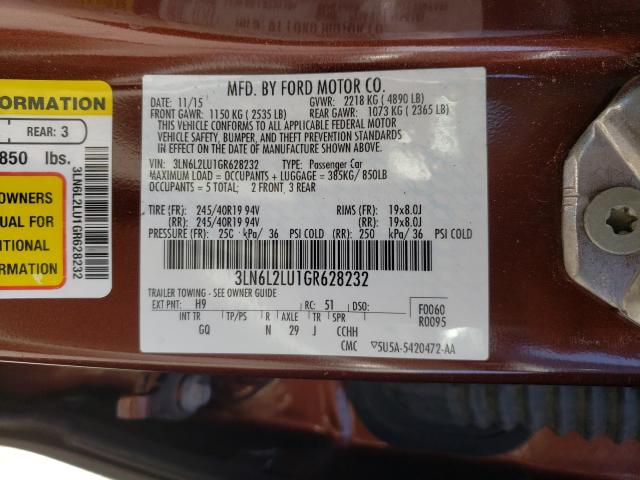 MFD. BY FORD MOTOR CO.
DATE: 11/15 GVWR: 2218 KG ( 4890 LB)
FRONT GAWR: 1150 KG ( 2535 LB) REAR GAWR: 1073 KG ( 2365 LB)
THIS VEHICLE CONFORMS TO ALL APPLICABLE FEDERAL MOTOR
VEHICLE SAFETY, BUMPER, AND THEFT PREVENTION STANDARDS
IN EFFECT ON THE DATE OF MANUFACTURE SHOWN ABOVE.
VIN: 3LN6L2LU1GR628232 TYPE: Passenger Car
MAXIMUM LOAD = OCCUPANTS + LUGGAGE = 385KG/ 850LB
OCCUPANTS = 5 TOTAL; 2 FRONT, 3 REAR
TIRE (FR): 245/40R19 94V RIMS (FR): 19x8.0J
(RR): 245/40R19 94V (RR): 19x8.0J
PRESSURE (FR): 250 kPa/ 36 PSI COLD (RR): 250 kPa/ 36 PSI COLD
3LN6L2LU1GR628232
TRAILER TOWING - SEE OWNER GUIDE
EXT PNT: H9 RC: 51 DSO: F0060
INT TR TP/PS R AXLE TR SPR R0095
GQ N 29 J CCHH
CMC 5U5A-5420472-AA
ORMATION
REAR: 3
850 lbs.
OWNERS
UAL FOR
ITIONAL
RMATION
3LN6L2LU1GR628232